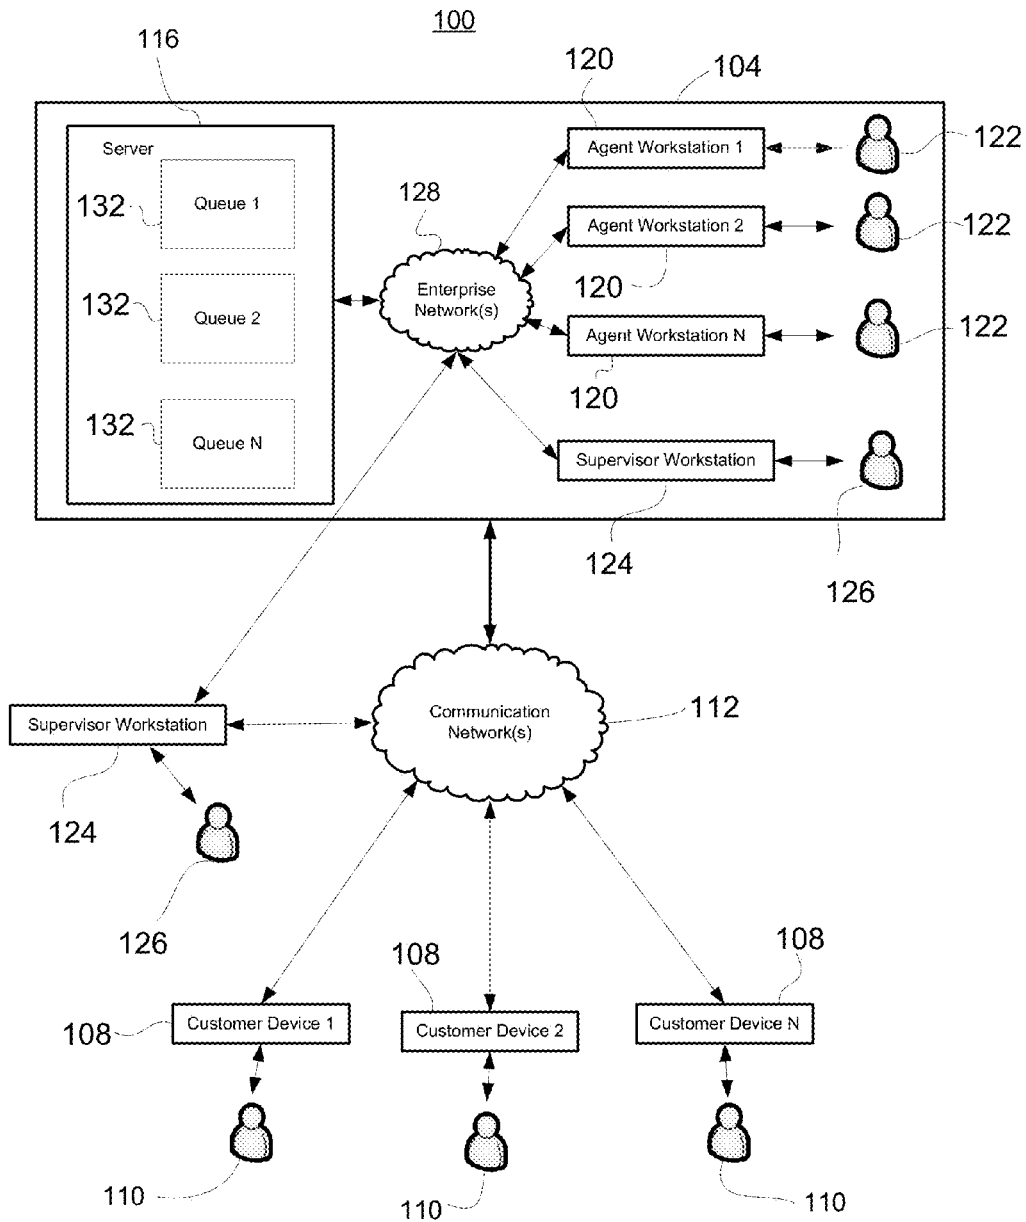 100
116
120
104
Server
Agent Workstation 1
122
132
Queue 1
128
Agent Workstation 2
122
120
132
Queue 2
Enterprise
Network(s)
Agent Workstation N
122
120
132
Queue N
Supervisor Workstation
124
126
Communication
Network(s)
112
Supervisor Workstation
124
126
108
108
108
Customer Device 1
Customer Device 2
Customer Device N
110
110
110